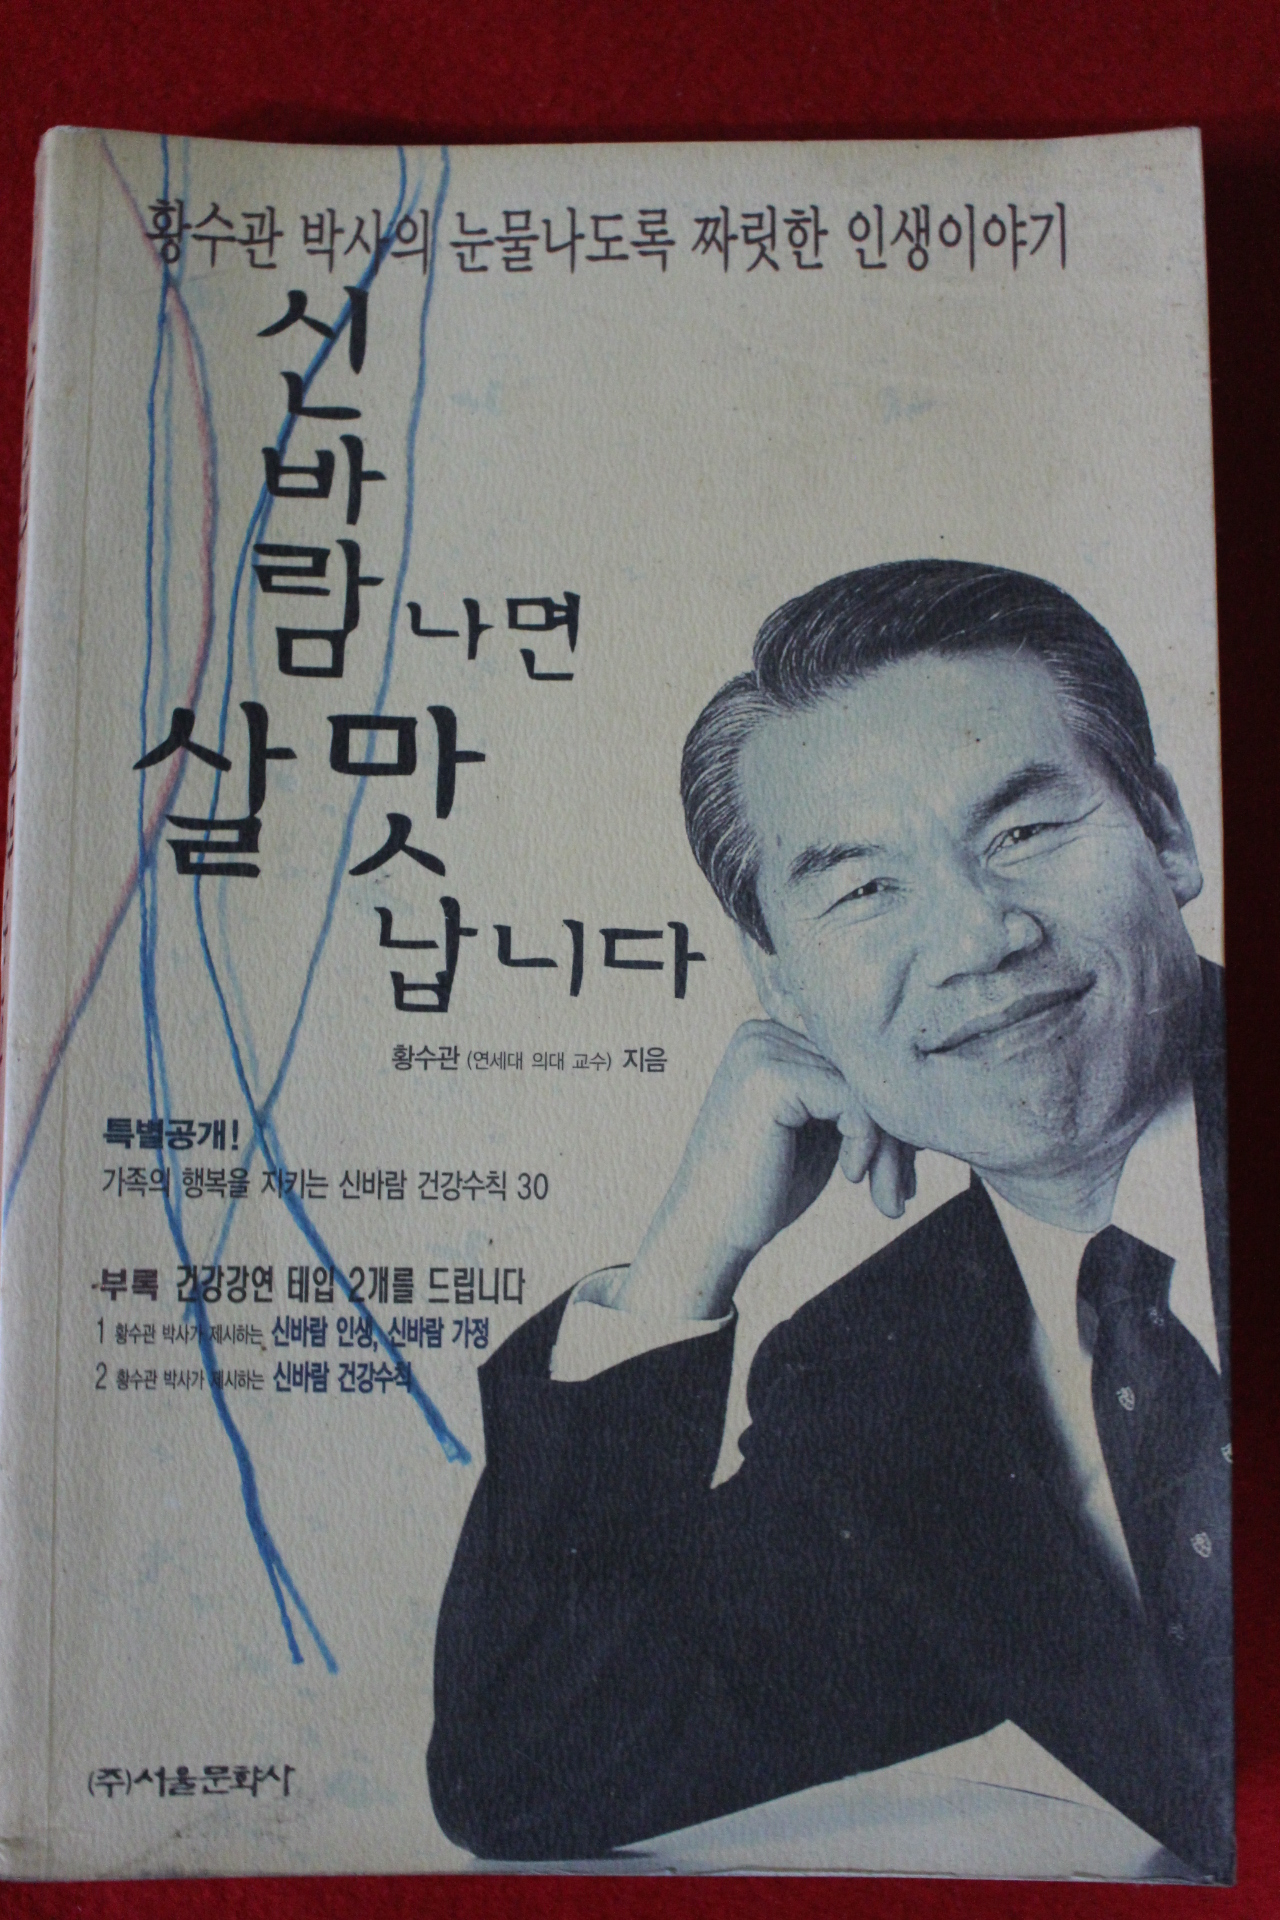 황수관 박사의 눈물나도록 짜릿한 인생이야기
신바람나면
살맛
납니다
황수관 (연세대 의대 교수) 지음
특별공개!
가족의 행복을 지키는 신바람 건강수칙 30
부록 건강강연 테입 2개를 드립니다
1 황수관 박사가 제시하는 신바람 인생, 신바람 가정
2 황수관 박사가 제시하는 신바람 건강수칙
(주)서울문화사